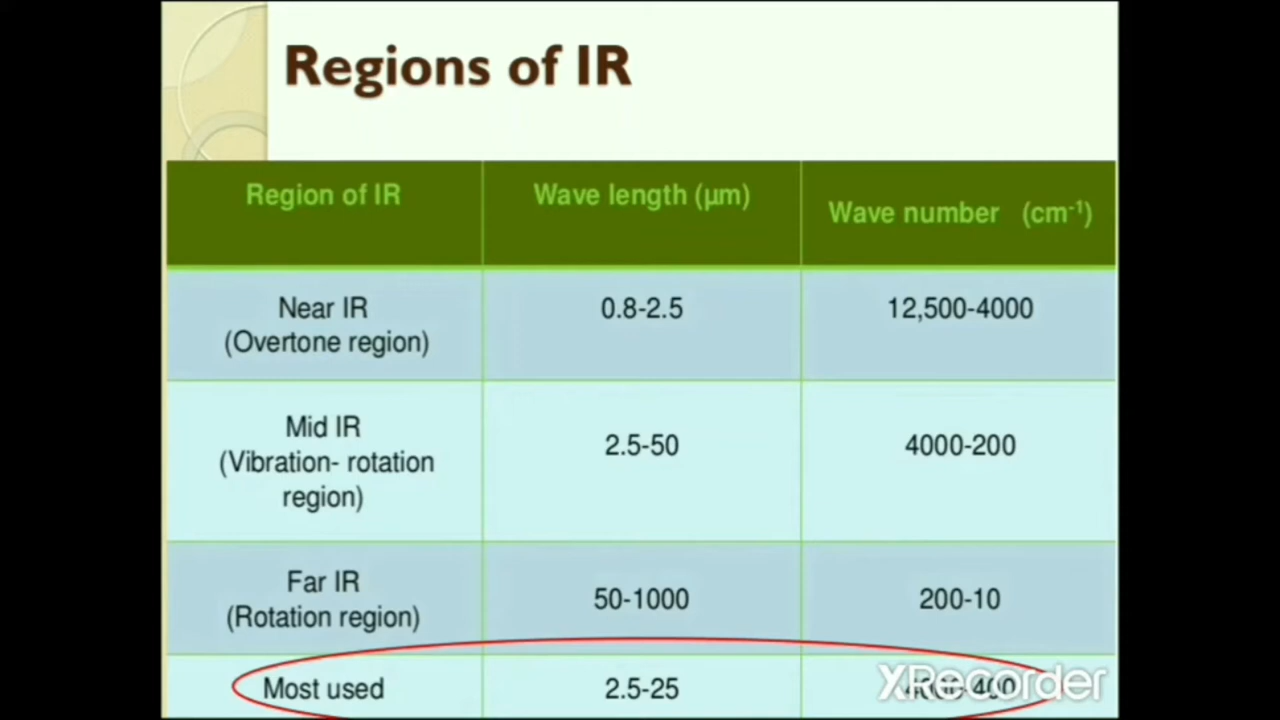 Regions of IR
Region of IR
Wave length (µm)
Wave number (cm⁻¹)
Near IR
(Overtone region)
0.8-2.5
12,500-4000
Mid IR
(Vibration- rotation
region)
2.5-50
4000-200
Far IR
(Rotation region)
50-1000
200-10
Most used
2.5-25
4000-400
XRecorder